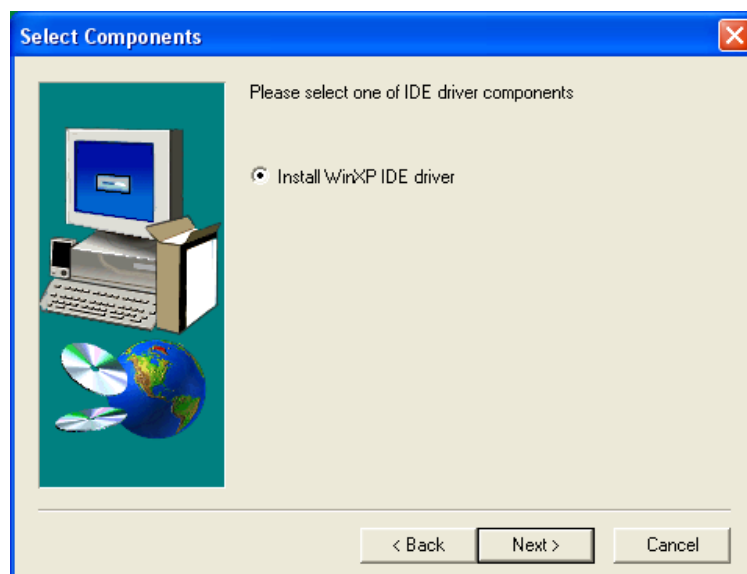 Select Components
Please select one of IDE driver components
Install WinXP IDE driver
< Back Next > Cancel